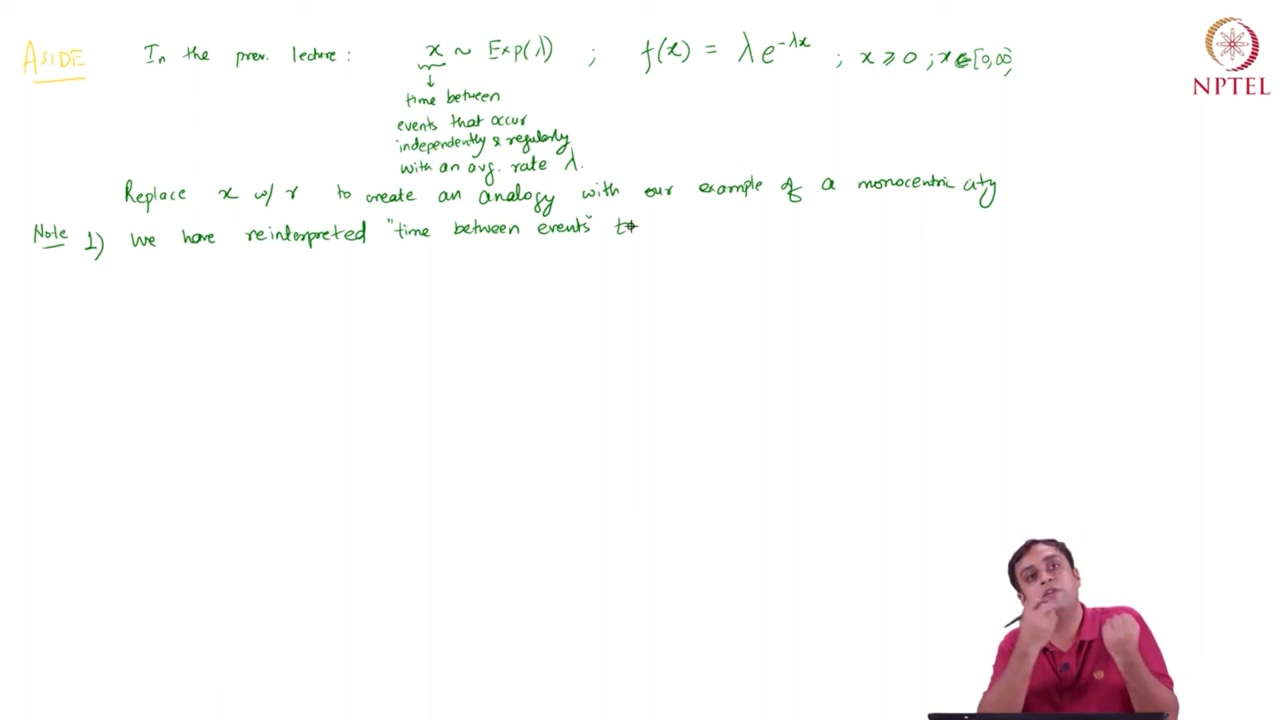 ASIDE In the prev. lecture : x ~ Exp(λ) ; f(x) = λ e^{-λx} ; x ⩾ 0 ; x ∈ [0,∞)
↓
time between
events that occur
independently & regularly
with an avg. rate λ.
Replace x w/ r to create an analogy with our example of a monocentric city
Note 1) We have reinterpreted "time between events" to
NPTEL